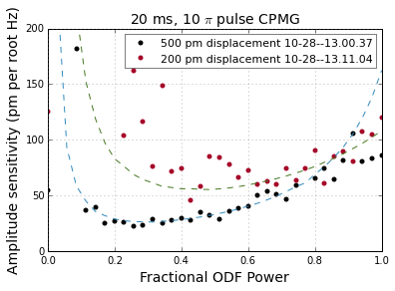 20 ms, 10 π pulse CPMG
Amplitude sensitivity (pm per root Hz)
200
150
100
50
0
500 pm displacement 10-28--13.00.37
200 pm displacement 10-28--13.11.04
0.0 0.2 0.4 0.6 0.8 1.0
Fractional ODF Power